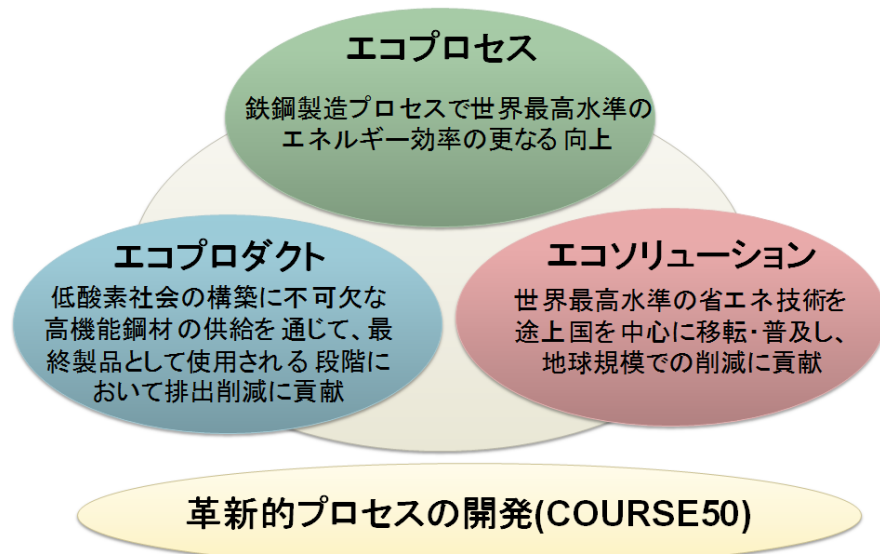 エコプロセス
鉄鋼製造プロセスで世界最高水準の
エネルギー効率の更なる向上
エコプロダクト
低酸素社会の構築に不可欠な
高機能鋼材の供給を通じて、最
終製品として使用される段階に
おいて排出削減に貢献
エコソリューション
世界最高水準の省エネ技術を
途上国を中心に移転・普及し、
地球規模での削減に貢献
革新的プロセスの開発(COURSE50)